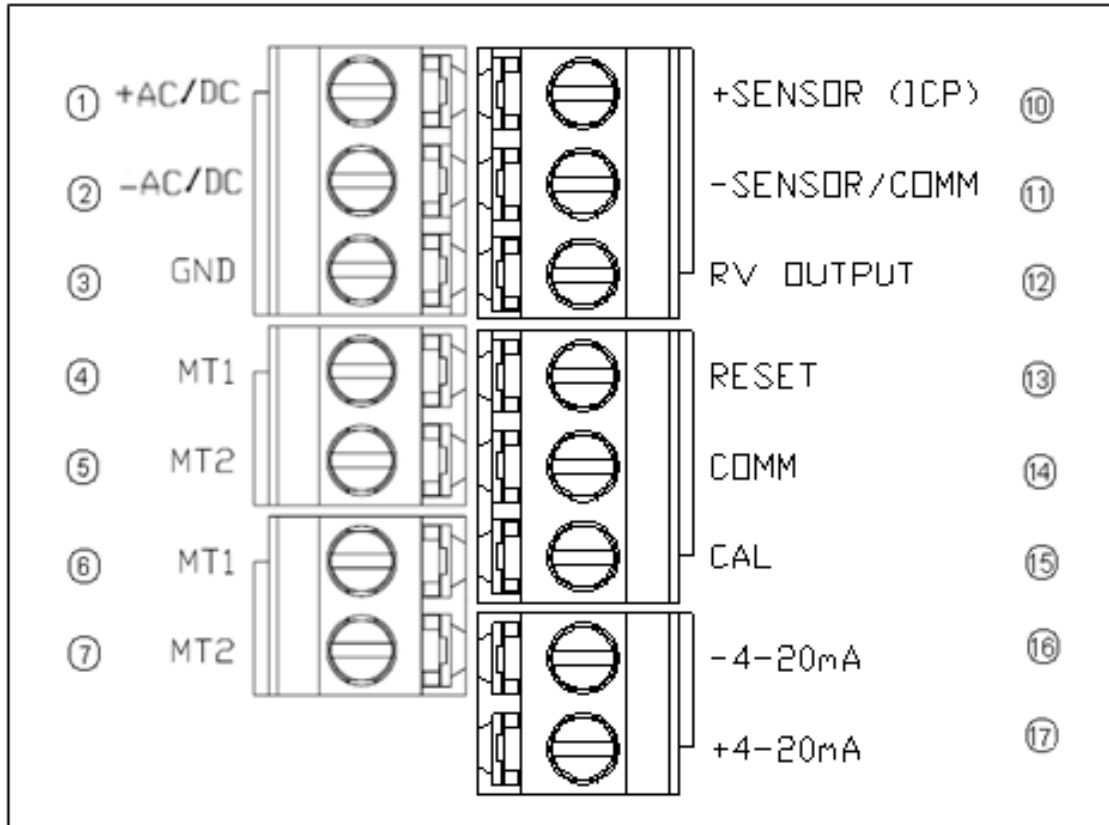 ① +AC/DC
② -AC/DC
③ GND
④ MT1
⑤ MT2
⑥ MT1
⑦ MT2
+SENSOR (ICP) ⑩
-SENSOR/COMM ⑪
RV OUTPUT ⑫
RESET ⑬
COMM ⑭
CAL ⑮
-4-20mA ⑯
+4-20mA ⑰